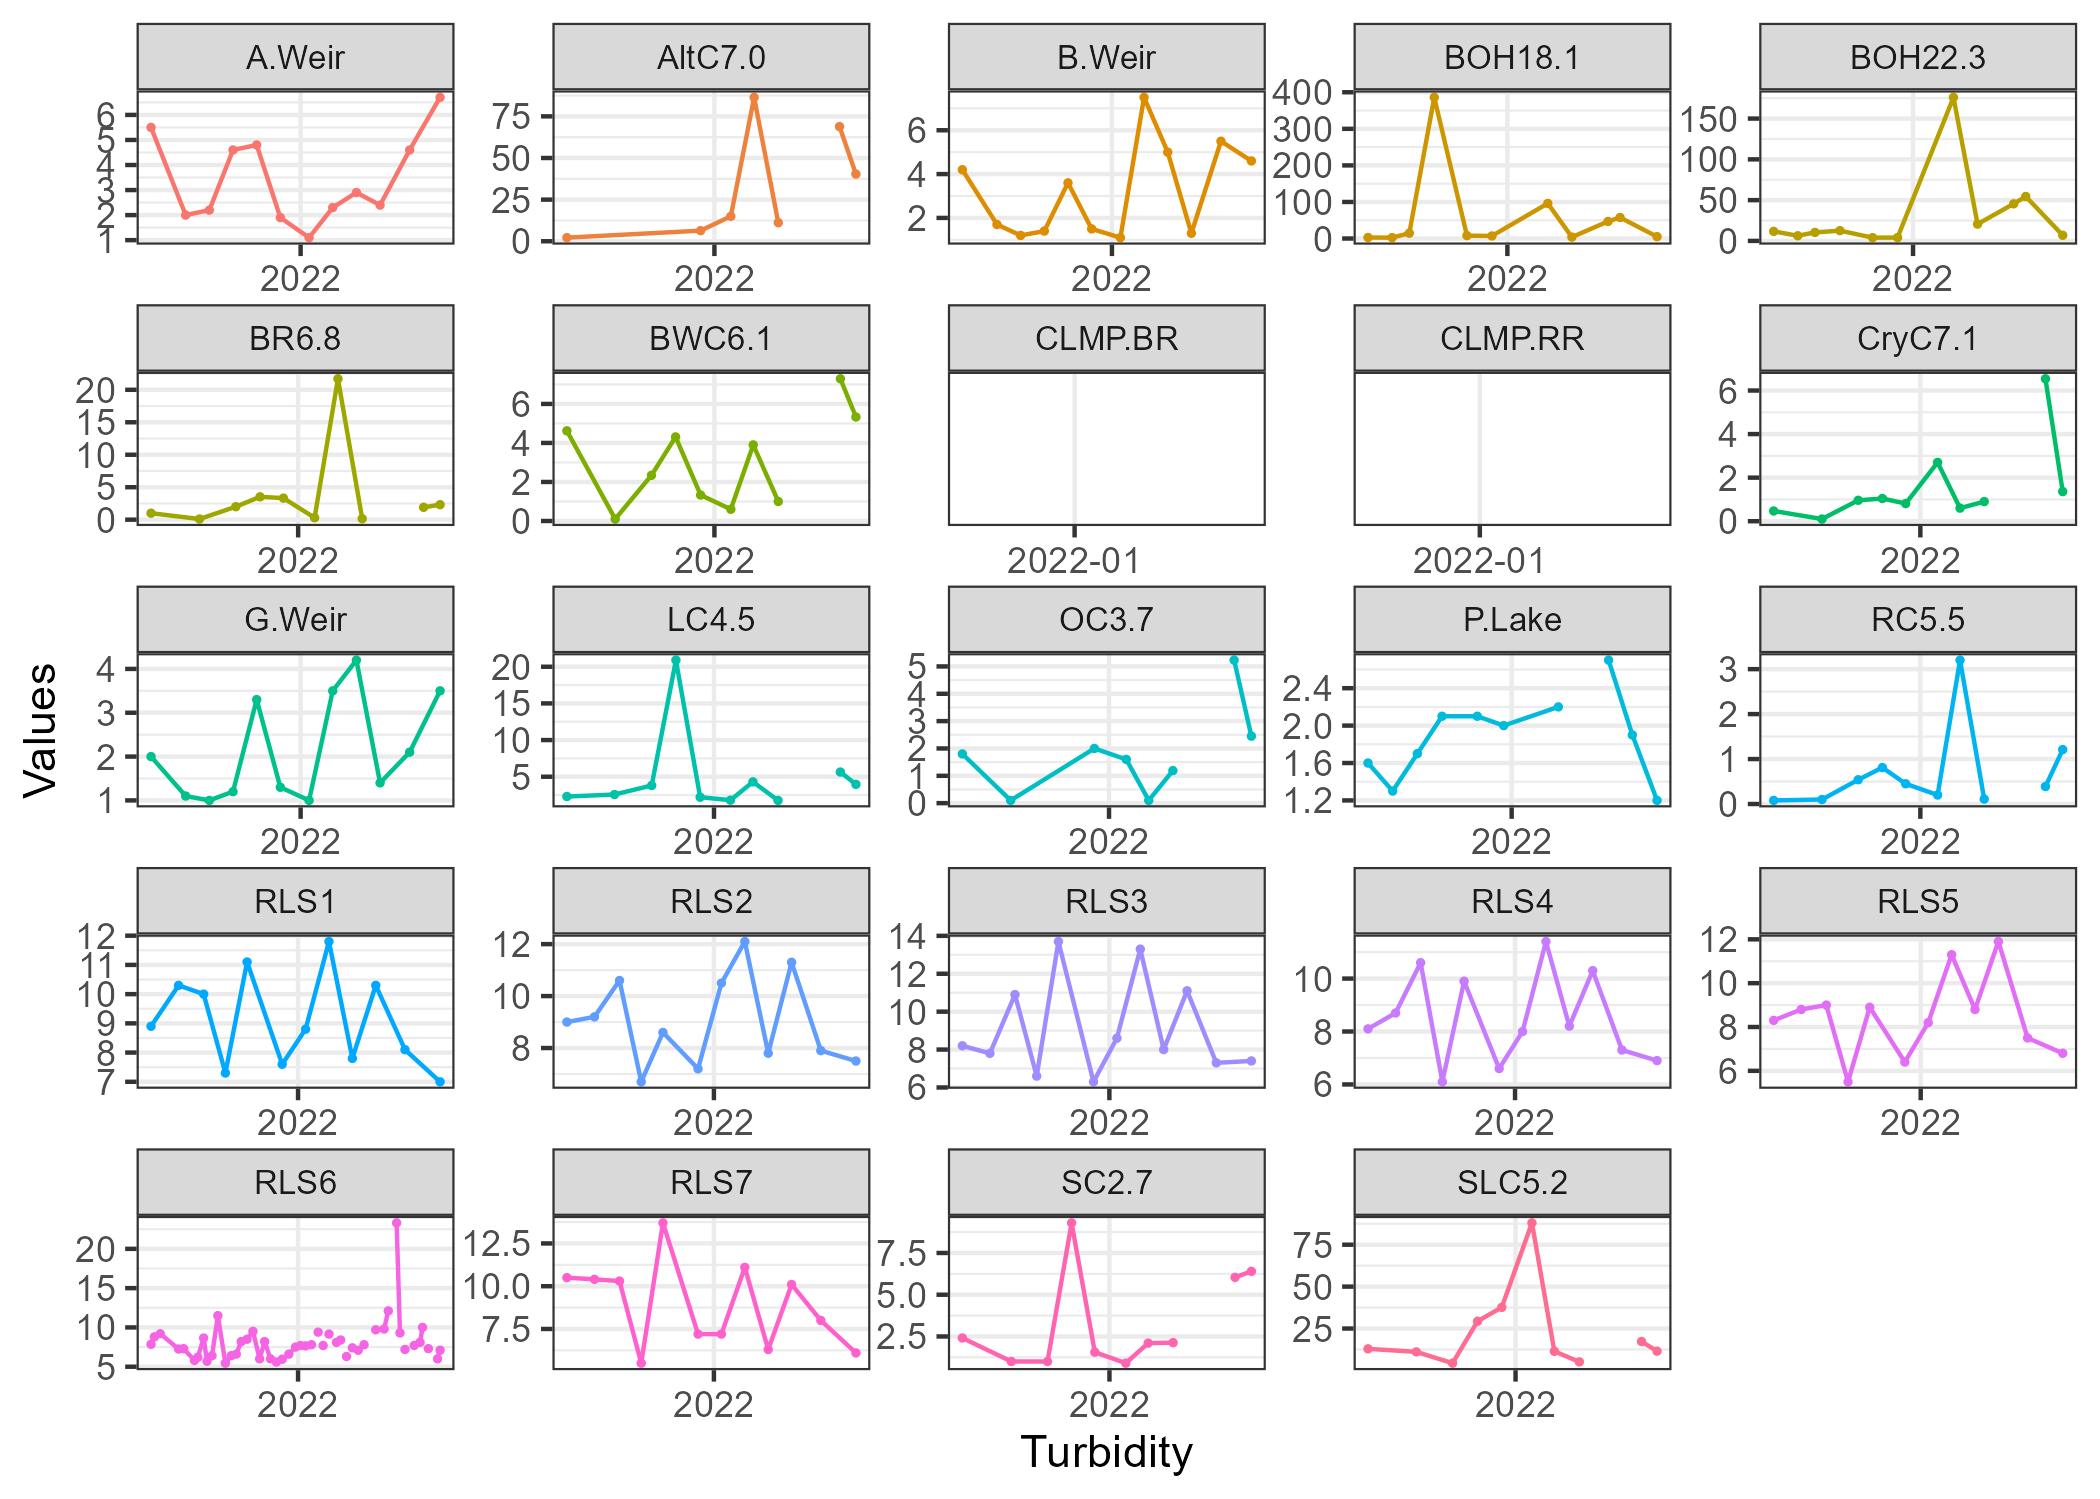 A.Weir AltC7.0 B.Weir BOH18.1 BOH22.3
6 5 4 3 2 1
75 50 25 0
6 4 2
400 300 200 100 0
150 100 50 0
2022 2022 2022 2022 2022
BR6.8 BWC6.1 CLMP.BR CLMP.RR CryC7.1
20 15 10 5 0
6 4 2 0
6 4 2 0
2022 2022 2022-01 2022-01 2022
G.Weir LC4.5 OC3.7 P.Lake RC5.5
4 3 2 1
20 15 10 5
5 4 3 2 1 0
2.4 2.0 1.6 1.2
3 2 1 0
2022 2022 2022 2022 2022
RLS1 RLS2 RLS3 RLS4 RLS5
12 11 10 9 8 7
12 10 8
14 12 10 8 6
10 8 6
12 10 8 6
2022 2022 2022 2022 2022
RLS6 RLS7 SC2.7 SLC5.2
20 15 10 5
12.5 10.0 7.5
7.5 5.0 2.5
75 50 25
2022 2022 2022 2022
Values
Turbidity